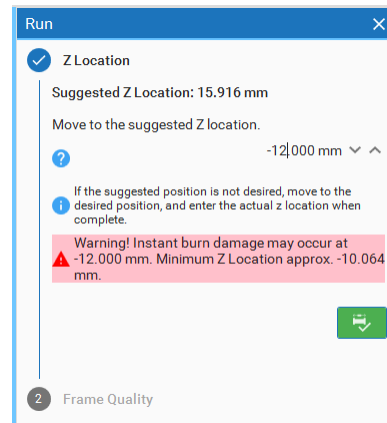 Run
Z Location
Suggested Z Location: 15.916 mm
Move to the suggested Z location.
-12.000 mm
If the suggested position is not desired, move to the
desired position, and enter the actual z location when
complete.
Warning! Instant burn damage may occur at
-12.000 mm. Minimum Z Location approx. -10.064
mm.
2 Frame Quality